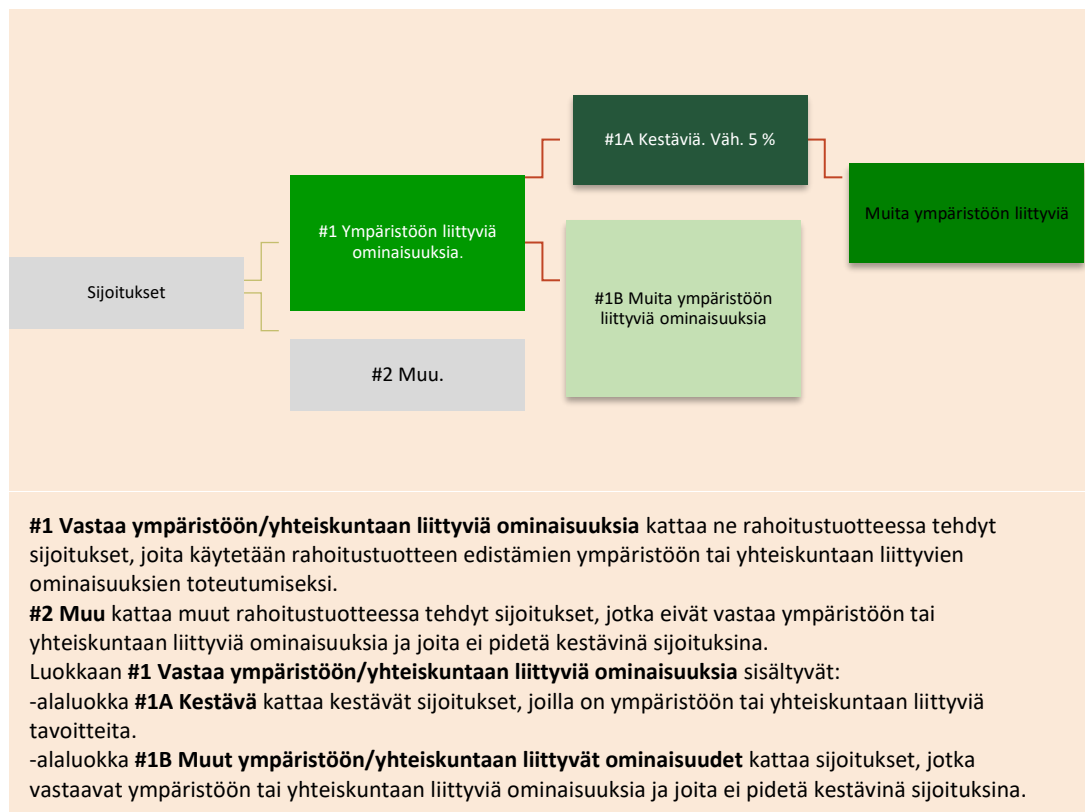 #1A Kestäviä. Väh. 5 %
Muita ympäristöön liittyviä
#1 Ympäristöön liittyviä
ominaisuuksia.
Sijoitukset
#1B Muita ympäristöön
liittyviä ominaisuuksia
#2 Muu.
#1 Vastaa ympäristöön/yhteiskuntaan liittyviä ominaisuuksia kattaa ne rahoitustuotteessa tehdyt
sijoitukset, joita käytetään rahoitustuotteen edistämien ympäristöön tai yhteiskuntaan liittyvien
ominaisuuksien toteutumiseksi.
#2 Muu kattaa muut rahoitustuotteessa tehdyt sijoitukset, jotka eivät vastaa ympäristöön tai
yhteiskuntaan liittyviä ominaisuuksia ja joita ei pidetä kestävinä sijoituksina.
Luokkaan #1 Vastaa ympäristöön/yhteiskuntaan liittyviä ominaisuuksia sisältyvät:
-alaluokka #1A Kestävä kattaa kestävät sijoitukset, joilla on ympäristöön tai yhteiskuntaan liittyviä
tavoitteita.
-alaluokka #1B Muut ympäristöön/yhteiskuntaan liittyvät ominaisuudet kattaa sijoitukset, jotka
vastaavat ympäristöön tai yhteiskuntaan liittyviä ominaisuuksia ja joita ei pidetä kestävinä sijoituksina.